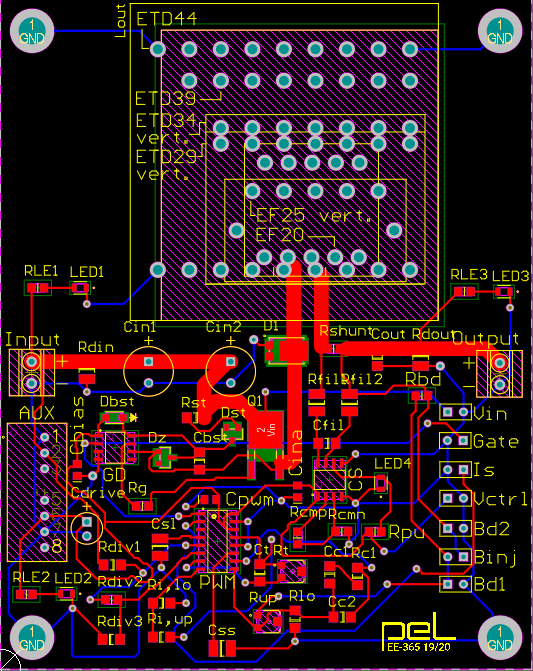 1
GND
1
GND
Lout
ETD44
ETD39
ETD34
vert.
ETD29
vert.
EF25 vert.
EF20
RLE1
LED1
RLE3
LED3
Input
Rdin
Cin1
Cin2
D1
Rshunt
Cout
Rdout
Output
+
−
+
+
+
−
AUX
1
8
Cbias
Dbst
Rst
Dst
Q1
2
Rfil1
Rfil2
Rbd
Vin
Gate
Is
Vctrl
Bd2
Binj
Bd1
GD
Dz
Cbst
Cina
Cfil
CS
LED4
Cdrive
+
Rg
Cpwm
Rcmp
Rcmn
Rpu
Cs1
PWM
Ct
Rt
Cc1
Rc1
Rdiv1
RLE2
LED2
Rdiv2
Ri,lo
Rup
Rlo
Cc2
Rdiv3
Ri,up
Css
1
GND
pel
EE-365 19/20
1
GND